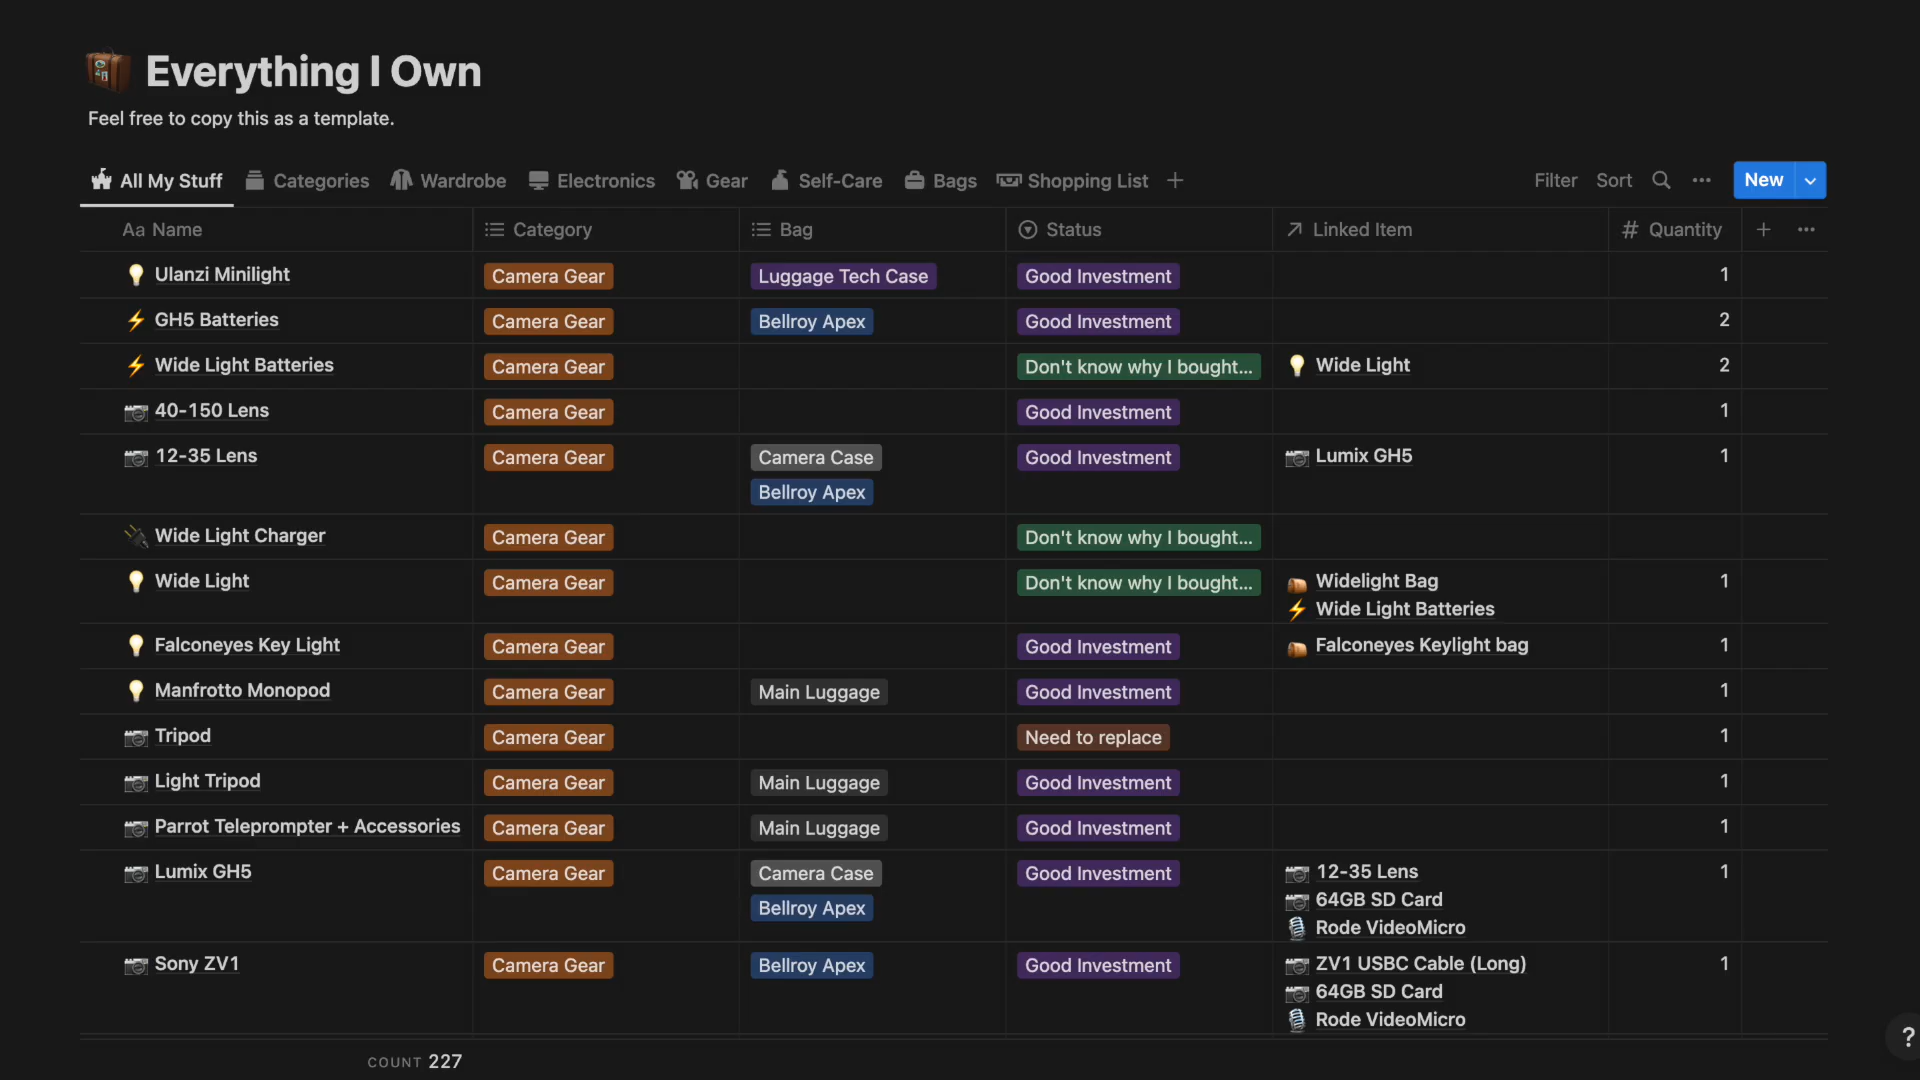 Everything I Own
Feel free to copy this as a template.
All My Stuff Categories Wardrobe Electronics Gear Self-Care Bags Shopping List + Filter Sort ••• New
Aa Name Category Bag Status Linked Item # Quantity + •••
Ulanzi Minilight Camera Gear Luggage Tech Case Good Investment 1
GH5 Batteries Camera Gear Bellroy Apex Good Investment 2
Wide Light Batteries Camera Gear Don't know why I bought... Wide Light 2
40-150 Lens Camera Gear Good Investment 1
12-35 Lens Camera Gear Camera Case Good Investment Lumix GH5 1
Bellroy Apex
Wide Light Charger Camera Gear Don't know why I bought...
Wide Light Camera Gear Don't know why I bought... Widelight Bag 1
Wide Light Batteries
Falconeyes Key Light Camera Gear Good Investment Falconeyes Keylight bag 1
Manfrotto Monopod Camera Gear Main Luggage Good Investment 1
Tripod Camera Gear Need to replace 1
Light Tripod Camera Gear Main Luggage Good Investment 1
Parrot Teleprompter + Accessories Camera Gear Main Luggage Good Investment 1
Lumix GH5 Camera Gear Camera Case Good Investment 12-35 Lens 1
Bellroy Apex 64GB SD Card
Rode VideoMicro
Sony ZV1 Camera Gear Bellroy Apex Good Investment ZV1 USBC Cable (Long) 1
64GB SD Card
Rode VideoMicro
COUNT 227
?